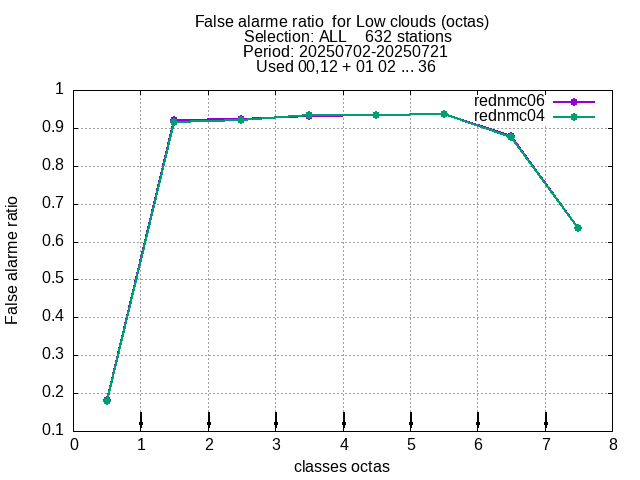 False alarme ratio  for Low clouds (octas)
Selection: ALL    632 stations
Period: 20250702-20250721
Used 00,12 + 01 02 ... 36
rednmc06
rednmc04
False alarme ratio
1
0.9
0.8
0.7
0.6
0.5
0.4
0.3
0.2
0.1
0 1 2 3 4 5 6 7 8
classes octas